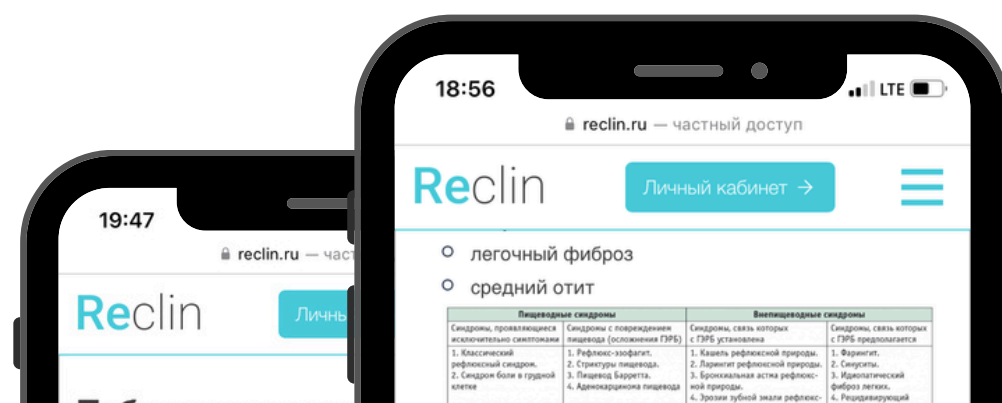 19:47
reclin.ru — част
Reclin
Личны
18:56
LTE
reclin.ru — частный доступ
Reclin
Личный кабинет →
легочный фиброз
средний отит
Пищеводные синдромы Внепищеводные синдромы
Синдромы, проявляющиеся Синдромы с повреждением Синдромы, связь которых Синдромы, связь которых
исключительно симптомами пищевода (осложнения ГЭРБ) с ГЭРБ установлена с ГЭРБ предполагается
1. Классический 1. Рефлюкс-эзофагит. 1. Кашель рефлюксной природы. 1. Фарингит.
рефлюксный синдром. 2. Стриктуры пищевода. 2. Ларингит рефлюксной природы. 2. Синуситы.
2. Синдром боли в грудной 3. Пищевод Барретта. 3. Бронхиальная астма рефлюкс- 3. Идиопатический
клетке 4. Аденокарцинома пищевода ной природы. фиброз легких.
4. Эрозии зубной эмали рефлюкс- 4. Рецидивирующий